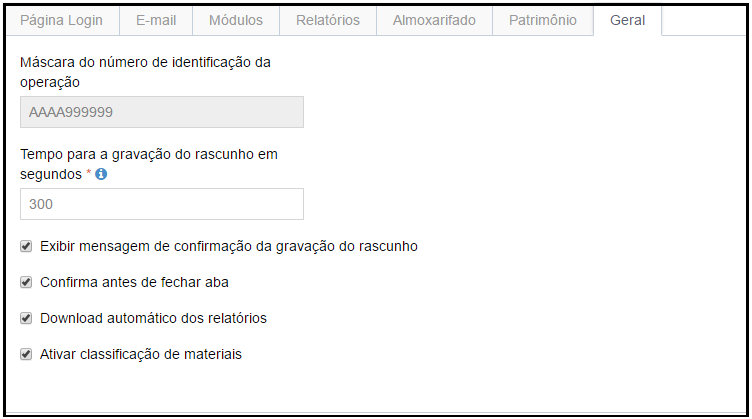 Página Login E-mail Módulos Relatórios Almoxarifado Patrimônio Geral
Máscara do número de identificação da
operação
AAAA999999
Tempo para a gravação do rascunho em
segundos *
300
Exibir mensagem de confirmação da gravação do rascunho
Confirma antes de fechar aba
Download automático dos relatórios
Ativar classificação de materiais